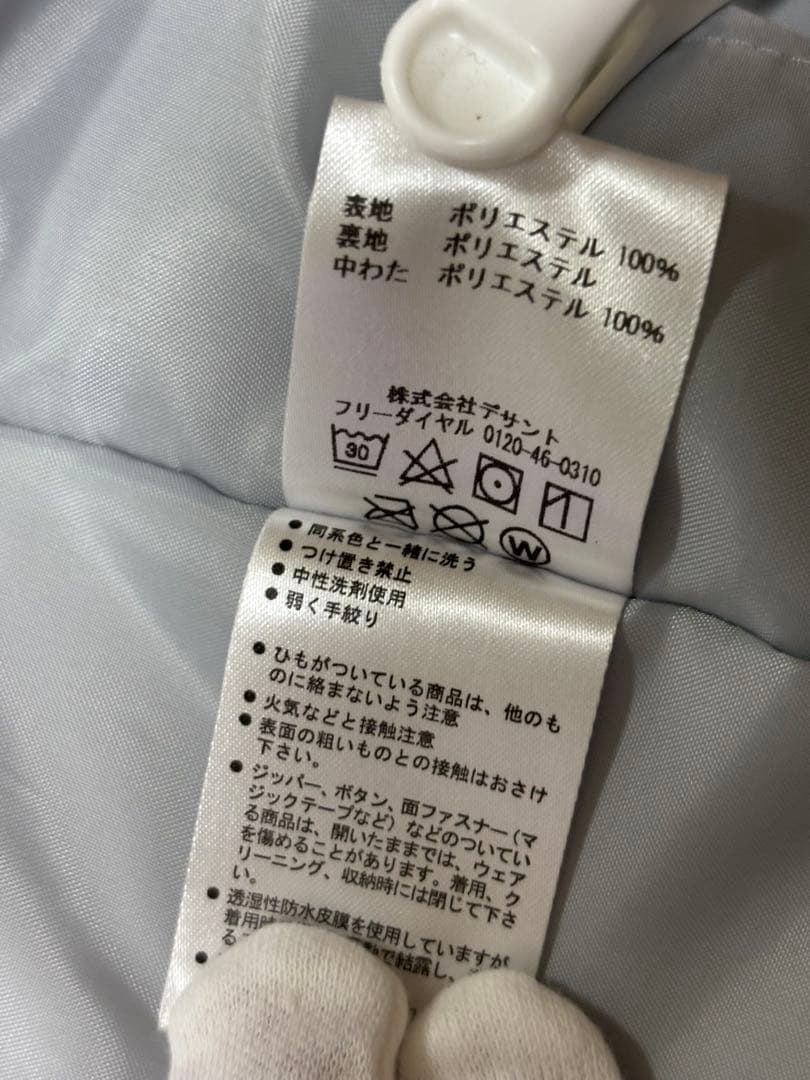 表地 ポリエステル 100%
裏地 ポリエステル
中わた ポリエステル 100%
株式会社デサント
フリーダイヤル 0120-46-0310
30
W
● 同系色と一緒に洗う
● つけ置き禁止
● 中性洗剤使用
● 弱く手絞り
● ひもがついている商品は、他のも
のに絡まないよう注意
● 火気などと接触注意
● 表面の粗いものとの接触はおさけ
下さい。
● ジッパー、ボタン、面ファスナー(マ
ジックテープなど)などのついてい
る商品は、開いたままでは、ウェア
を傷めることがあります。着用、ク
リーニング、収納時には閉じて下さ
い。
● 透湿性防水皮膜を使用していますが
着用時
る
で結露し、
●